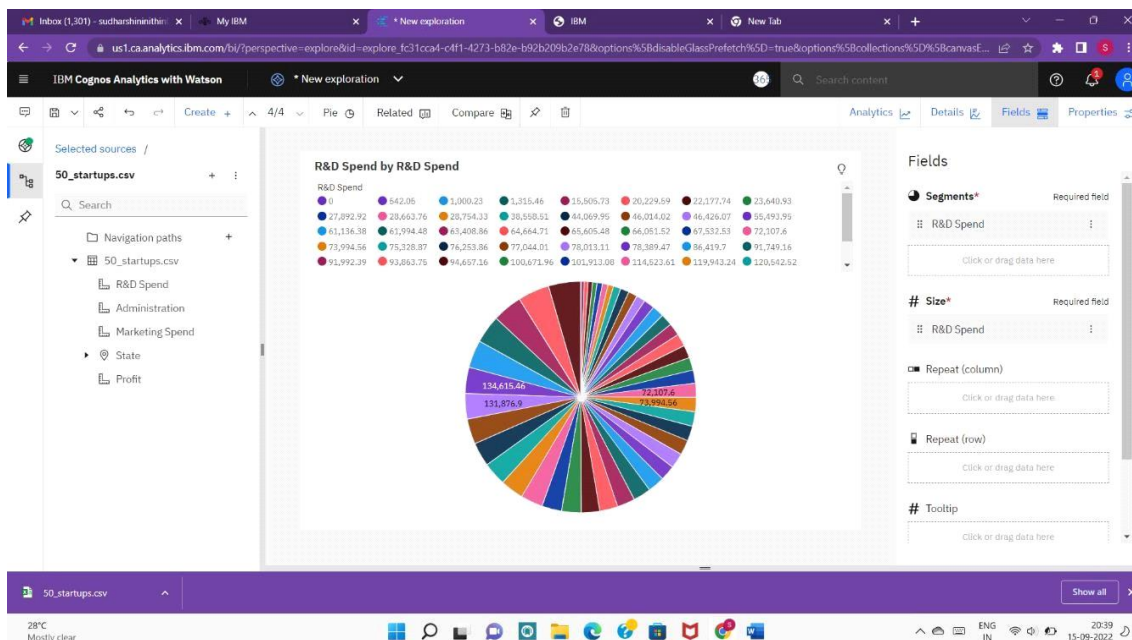 Inbox (1,301) - sudharshininithin
My IBM
* New exploration
IBM
New Tab
us1.ca.analytics.ibm.com/bi/?perspective=explore&id=explore_fc31cca4-c4f1-4273-b82e-b92b209b2e78&options%5BdisableGlassPrefetch%5D=true&options%5Bcollections%5D%5BcanvasE...
S
IBM Cognos Analytics with Watson
* New exploration
365
Search content
1
Create +
4/4
Pie
Related
Compare
Analytics
Details
Fields
Properties
Selected sources /
50_startups.csv
Search
Navigation paths
50_startups.csv
R&D Spend
Administration
Marketing Spend
State
Profit
R&D Spend by R&D Spend
R&D Spend
0 642.05 1,000.23 1,315.46 15,505.73 20,229.59 22,177.74 23,640.93
27,892.92 28,663.76 28,754.33 38,558.51 44,069.95 46,014.02 46,426.07 55,493.95
61,136.38 61,994.48 63,408.86 64,664.71 65,605.48 66,051.52 67,532.53 72,107.6
73,994.56 75,328.87 76,253.86 77,044.01 78,013.11 78,389.47 86,419.7 91,749.16
91,992.39 93,863.75 94,657.16 100,671.96 101,913.08 114,523.61 119,943.24 120,542.52
134,615.46
131,876.9
72,107.6
73,994.56
Fields
Segments* Required field
R&D Spend
Click or drag data here
# Size* Required field
R&D Spend
Repeat (column)
Click or drag data here
Repeat (row)
Click or drag data here
# Tooltip
Click or drag data here
50_startups.csv
Show all
28°C
Mostly clear
ENG
IN
20:39
15-09-2022